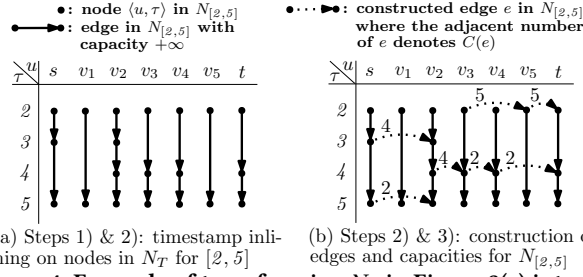 •: node ⟨u, τ⟩ in N[2,5]
edge in N[2,5] with
capacity +∞
constructed edge e in N[2,5]
where the adjacent number
of e denotes C(e)
τ u s v1 v2 v3 v4 v5 t
2
3
4
5
τ u s v1 v2 v3 v4 v5 t
2 5 5
3 4
4 4 4 2
5 2
a) Steps 1) & 2): timestamp inli-
ning on nodes in NT for [2, 5]
(b) Steps 2) & 3): construction
edges and capacities for N[2,5]